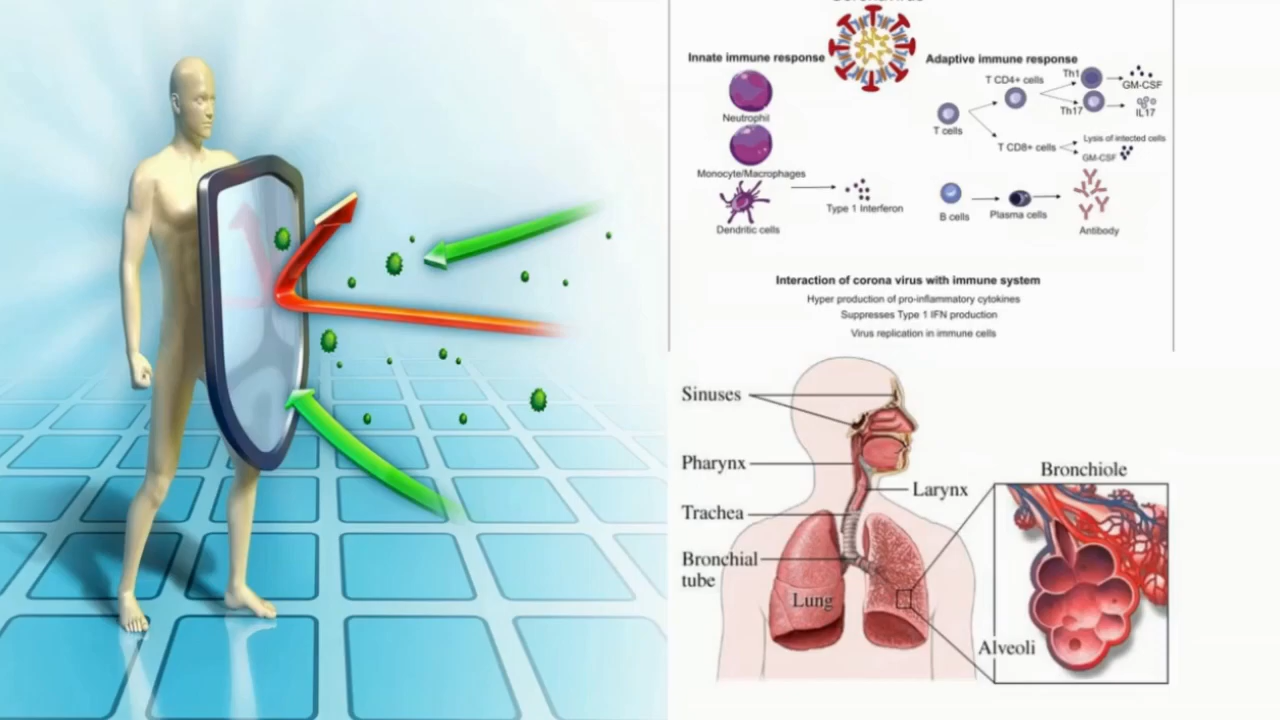 Innate immune response
Neutrophil
Monocyte/Macrophages
Dendritic cells
Type 1 Interferon
Adaptive immune response
T cells
T CD4+ cells
Th1
GM-CSF
Th17
IL17
T CD8+ cells
Lysis of infected cells
GM-CSF
B cells
Plasma cells
Antibody
Interaction of corona virus with immune system
Hyper production of pro-inflammatory cytokines
Suppresses Type 1 IFN production
Virus replication in immune cells
Sinuses
Pharynx
Larynx
Trachea
Bronchial
tube
Lung
Bronchiole
Alveoli